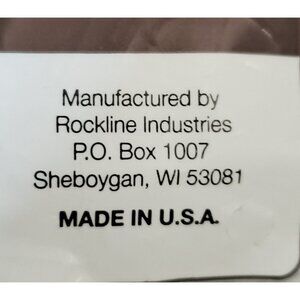 Manufactured by
Rockline Industries
P.O. Box 1007
Sheboygan, WI 53081
MADE IN U.S.A.